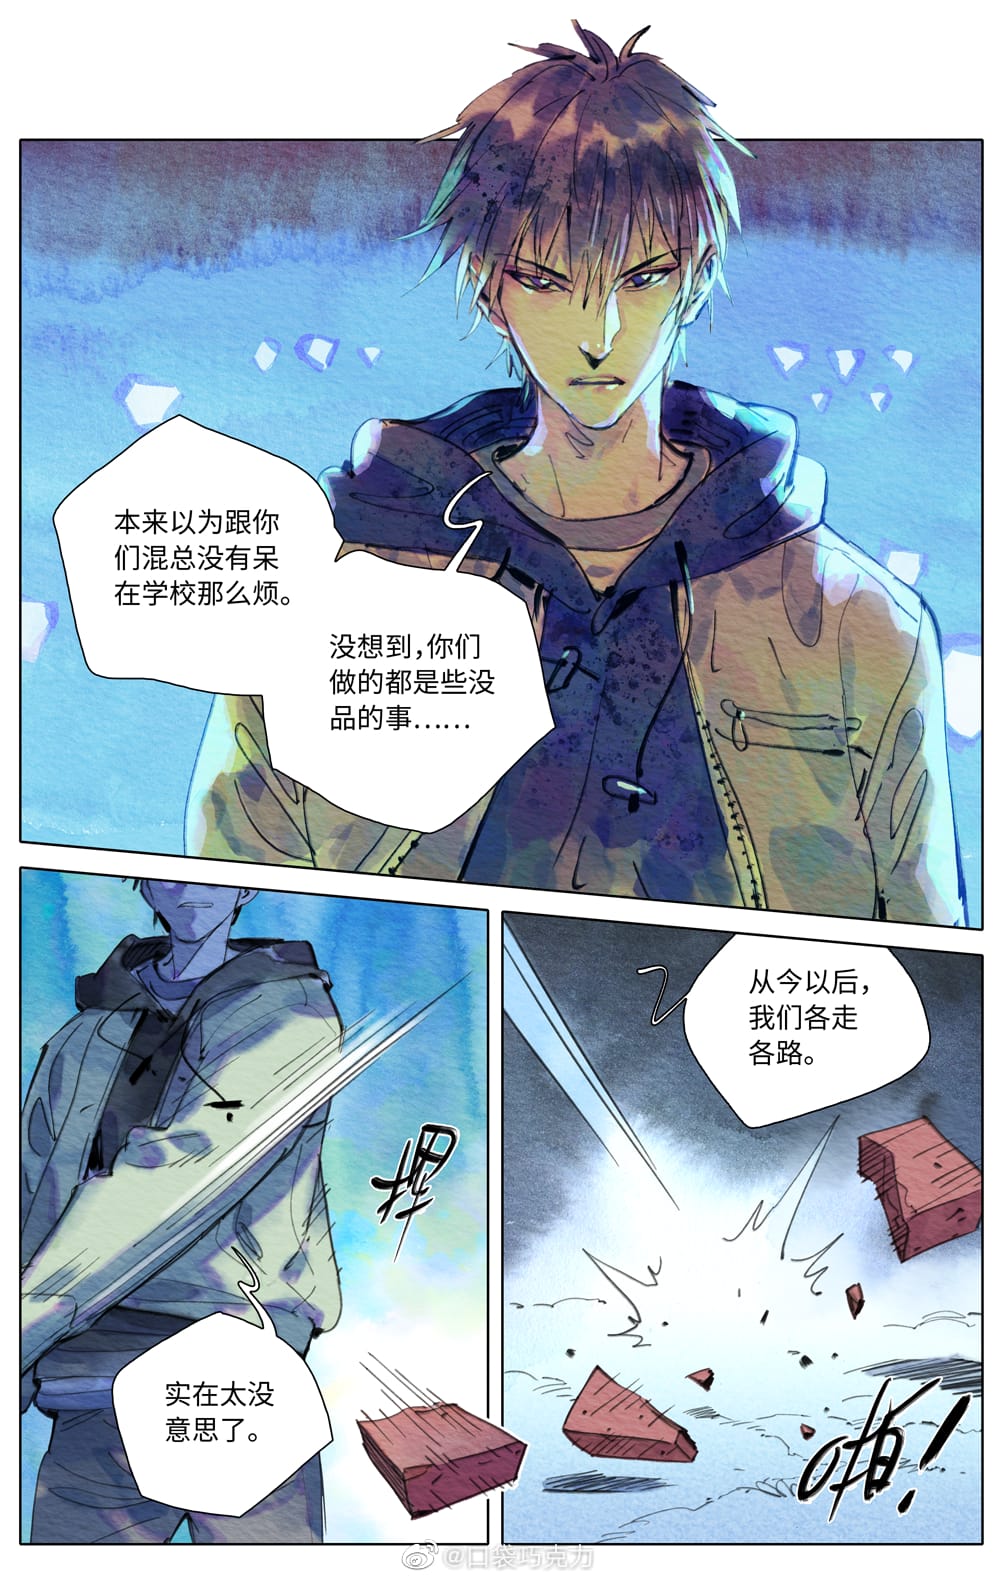 本来以为跟你
们混总没有呆
在学校那么烦。
没想到，你们
做的都是些没
品的事……
挥
实在太没
意思了。
从今以后，
我们各走
各路。
啪！
@口袋巧克力